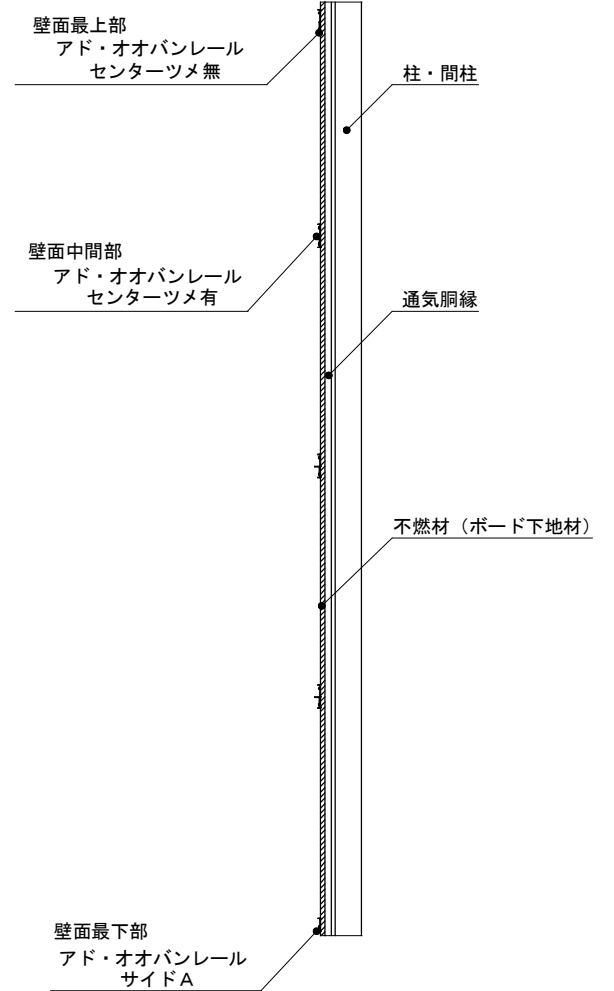 壁面最上部
アド・オオバンレール
センターツメ無
柱・間柱
壁面中間部
アド・オオバンレール
センターツメ有
通気胴縁
不燃材（ボード下地材）
壁面最下部
アド・オオバンレール
サイドA